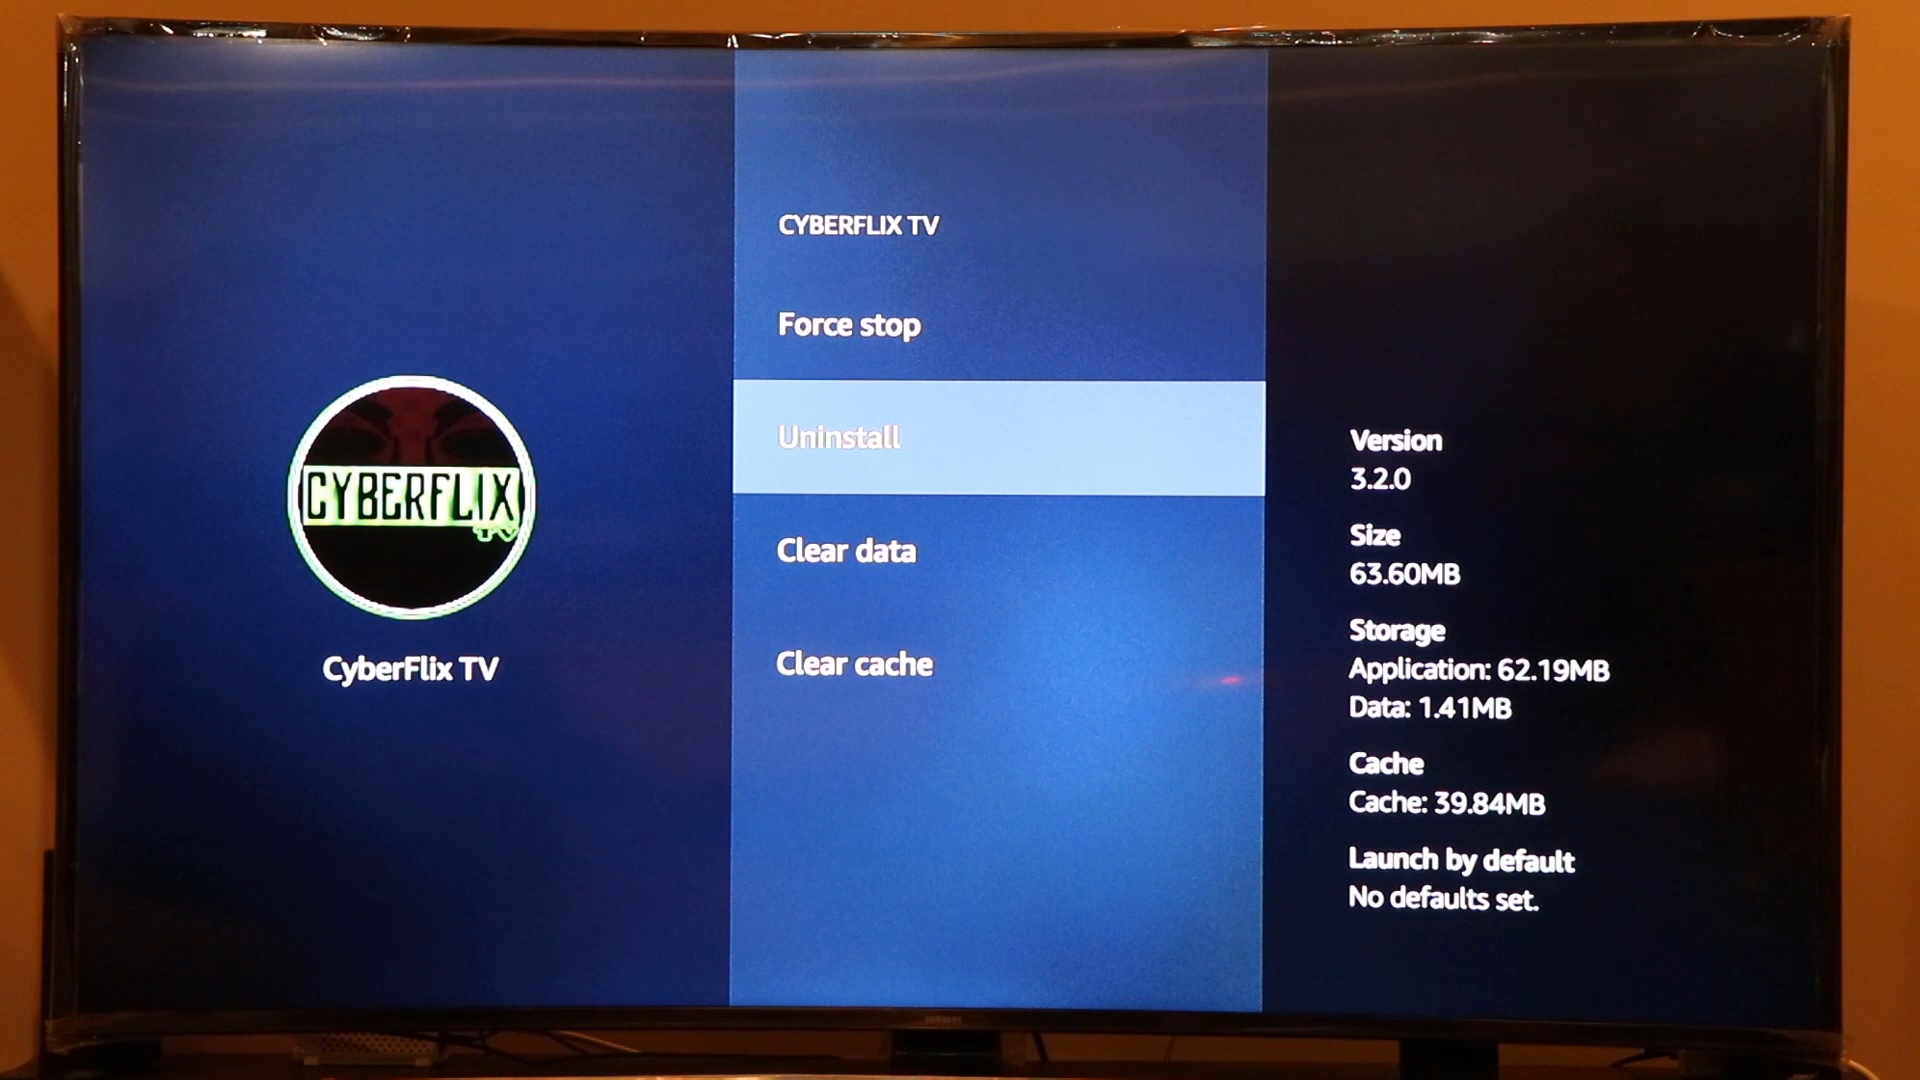 CYBERFLIX TV
Force stop
Uninstall
Clear data
Clear cache
CYBERFLIX
TV
CyberFlix TV
Version
3.2.0
Size
63.60MB
Storage
Application: 62.19MB
Data: 1.41MB
Cache
Cache: 39.84MB
Launch by default
No defaults set.
SAMSUNG